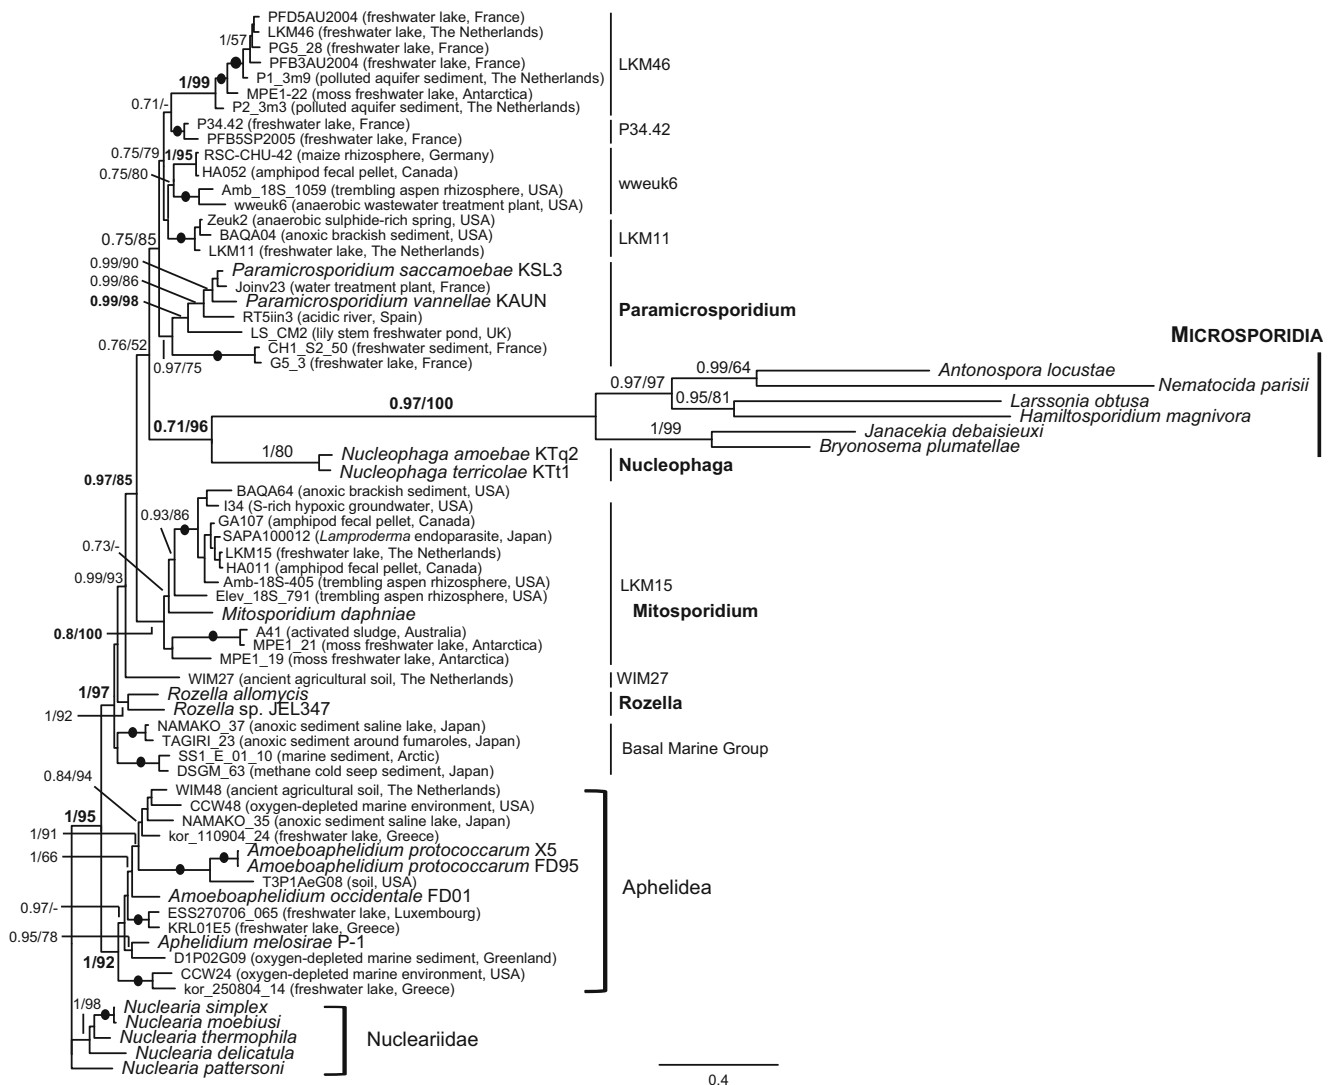 PFD5AU2004 (freshwater lake, France)
LKM46 (freshwater lake, The Netherlands)
1/57
PG5_28 (freshwater lake, France)
PFB3AU2004 (freshwater lake, France)
LKM46
P1_3m9 (polluted aquifer sediment, The Netherlands)
1/99
MPE1-22 (moss freshwater lake, Antarctica)
0.71/-
P2_3m3 (polluted aquifer sediment, The Netherlands)
P34.42 (freshwater lake, France)
P34.42
PFB5SP2005 (freshwater lake, France)
0.75/79
1/95
RSC-CHU-42 (maize rhizosphere, Germany)
0.75/80
HA052 (amphipod fecal pellet, Canada)
wweuk6
Amb_18S_1059 (trembling aspen rhizosphere, USA)
wweuk6 (anaerobic wastewater treatment plant, USA)
Zeuk2 (anaerobic sulphide-rich spring, USA)
0.75/85
BAQA04 (anoxic brackish sediment, USA)
LKM11
LKM11 (freshwater lake, The Netherlands)
0.99/90
Paramicrosporidium saccamoebae KSL3
0.99/86
Joinv23 (water treatment plant, France)
0.99/98
Paramicrosporidium vannellae KAUN
Paramicrosporidium
RT5iin3 (acidic river, Spain)
LS_CM2 (lily stem freshwater pond, UK)
MICROSPORIDIA
0.76/52
CH1_S2_50 (freshwater sediment, France)
0.97/75
G5_3 (freshwater lake, France)
0.99/64
Antonospora locustae
0.97/97
Nematocida parisii
0.95/81
Larssonia obtusa
0.97/100
Hamiltosporidium magnivora
0.71/96
1/99
Janacekia debaisieuxi
Bryonosema plumatellae
1/80
Nucleophaga amoebae KTq2
Nucleophaga terricolae KTt1
Nucleophaga
0.97/85
BAQA64 (anoxic brackish sediment, USA)
I34 (S-rich hypoxic groundwater, USA)
0.93/86
GA107 (amphipod fecal pellet, Canada)
SAPA100012 (Lamproderma endoparasite, Japan)
0.73/-
LKM15 (freshwater lake, The Netherlands)
HA011 (amphipod fecal pellet, Canada)
0.99/93
Amb-18S-405 (trembling aspen rhizosphere, USA)
LKM15
Elev_18S_791 (trembling aspen rhizosphere, USA)
Mitosporidium daphniae
Mitosporidium
0.8/100
A41 (activated sludge, Australia)
MPE1_21 (moss freshwater lake, Antarctica)
MPE1_19 (moss freshwater lake, Antarctica)
WIM27 (ancient agricultural soil, The Netherlands)
WIM27
1/97
Rozella allomycis
Rozella sp. JEL347
Rozella
1/92
NAMAKO_37 (anoxic sediment saline lake, Japan)
TAGIRI_23 (anoxic sediment around fumaroles, Japan)
Basal Marine Group
SS1_E_01_10 (marine sediment, Arctic)
DSGM_63 (methane cold seep sediment, Japan)
0.84/94
WIM48 (ancient agricultural soil, The Netherlands)
CCW48 (oxygen-depleted marine environment, USA)
1/95
NAMAKO_35 (anoxic sediment saline lake, Japan)
1/91
kor_110904_24 (freshwater lake, Greece)
1/66
Amoeboaphelidium protococcarum X5
Amoeboaphelidium protococcarum FD95
T3P1AeG08 (soil, USA)
Aphelidea
Amoeboaphelidium occidentale FD01
0.97/-
ESS270706_065 (freshwater lake, Luxembourg)
KRL01E5 (freshwater lake, Greece)
0.95/78
Aphelidium melosirae P-1
1/92
D1P02G09 (oxygen-depleted marine sediment, Greenland)
CCW24 (oxygen-depleted marine environment, USA)
kor_250804_14 (freshwater lake, Greece)
1/98
Nuclearia simplex
Nuclearia moebiusi
Nuclearia thermophila
Nucleariidae
Nuclearia delicatula
Nuclearia pattersoni
0.4